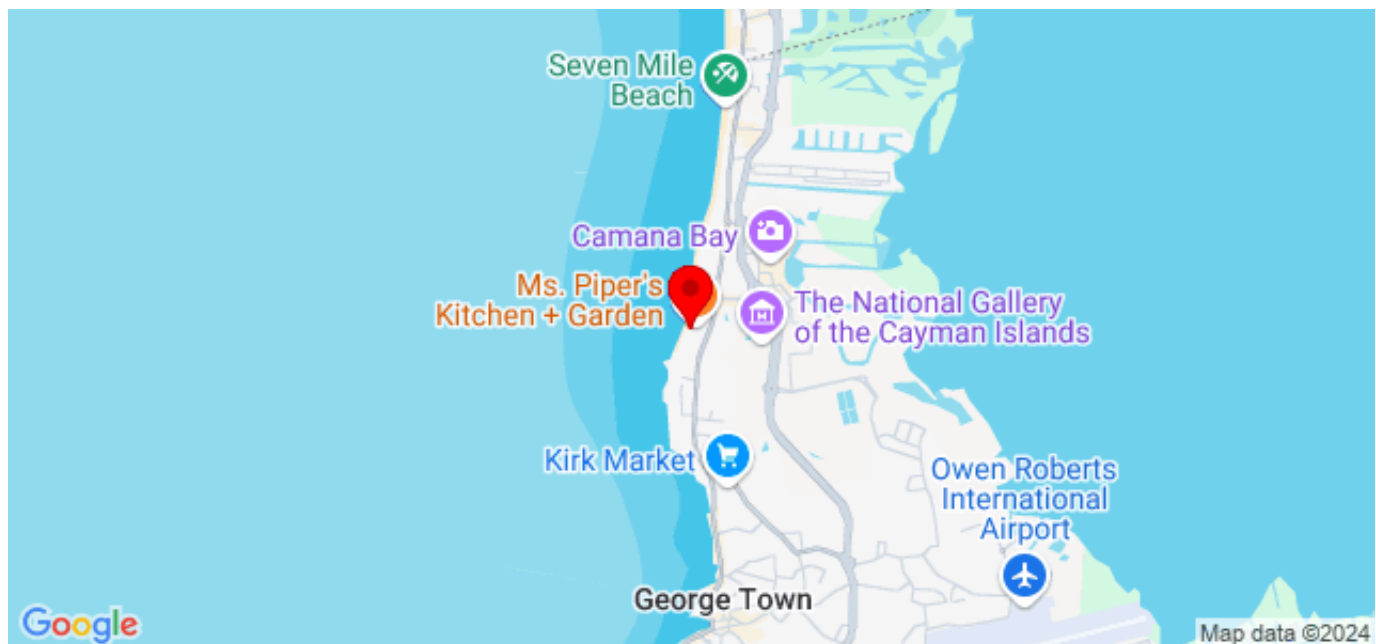 Seven Mile
Beach
Camana Bay
Ms. Piper's
Kitchen + Garden
The National Gallery
of the Cayman Islands
Kirk Market
Owen Roberts
International
Airport
George Town
Google
Map data ©2024